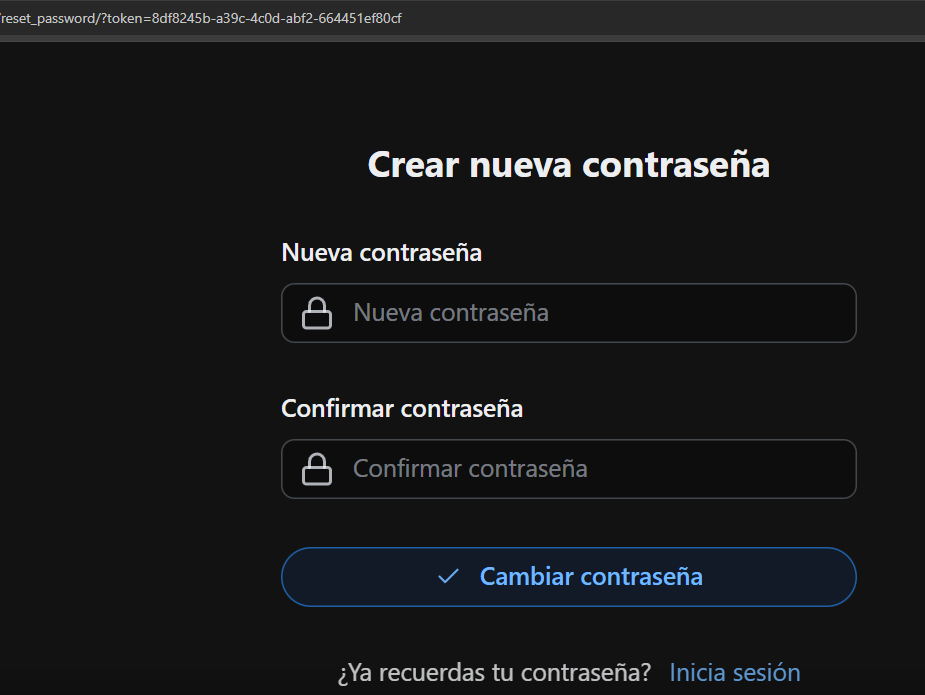 /reset_password/?token=8df8245b-a39c-4c0d-abf2-664451ef80cf
Crear nueva contraseña
Nueva contraseña
Nueva contraseña
Confirmar contraseña
Confirmar contraseña
Cambiar contraseña
¿Ya recuerdas tu contraseña? Inicia sesión